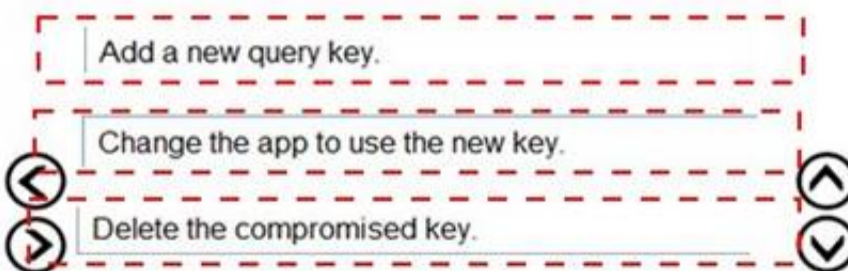 Add a new query key.
Change the app to use the new key.
Delete the compromised key.